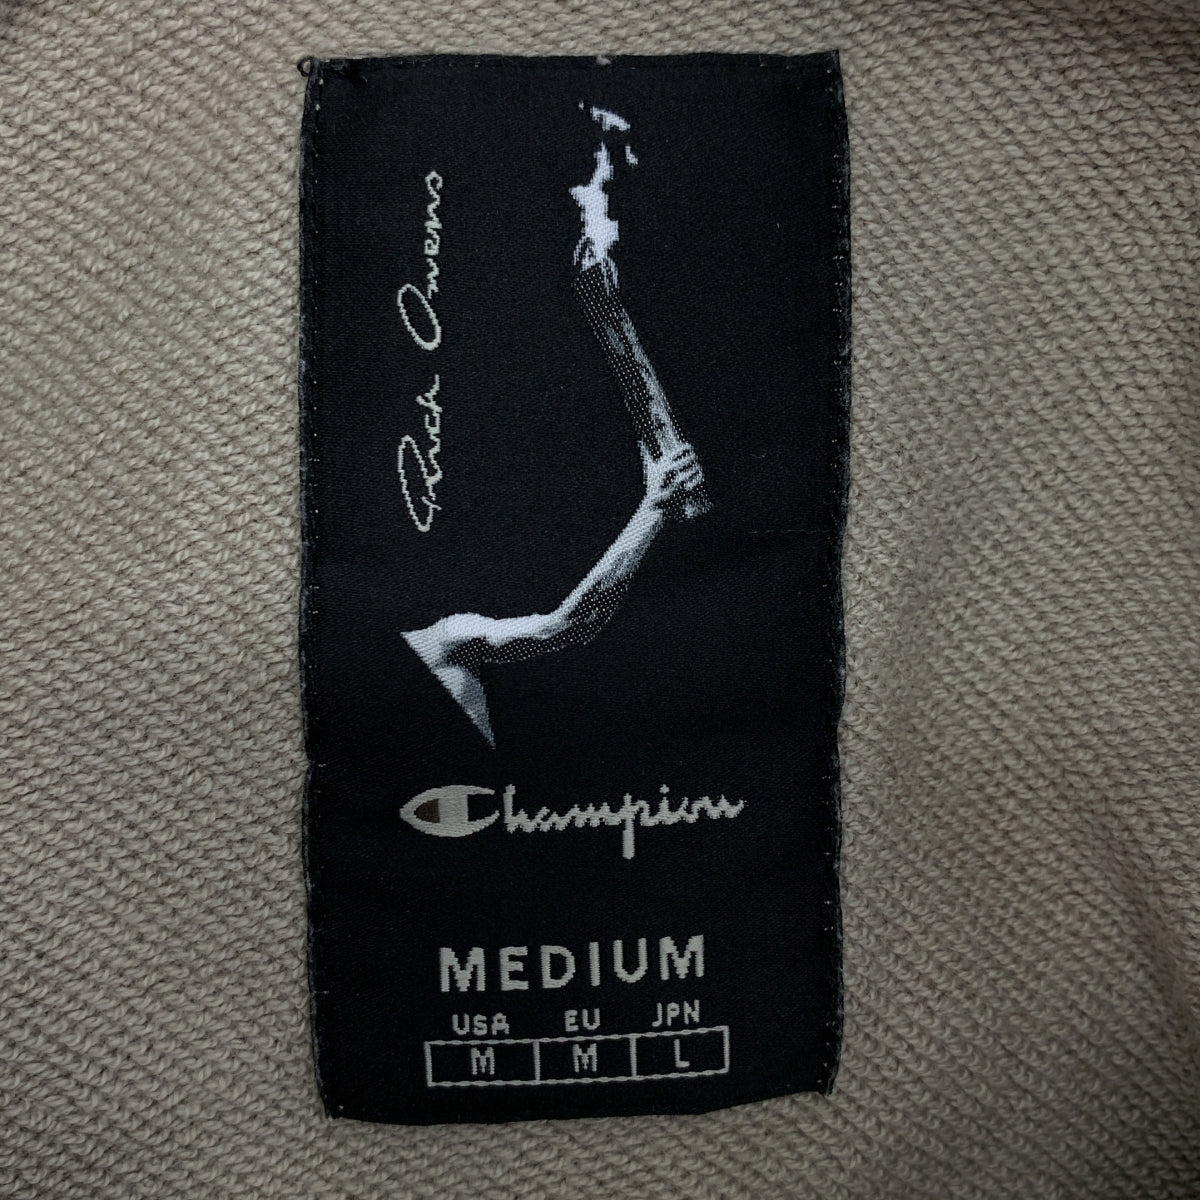 Rick Owens
Champion
MEDIUM
USA EU JPN
M M L